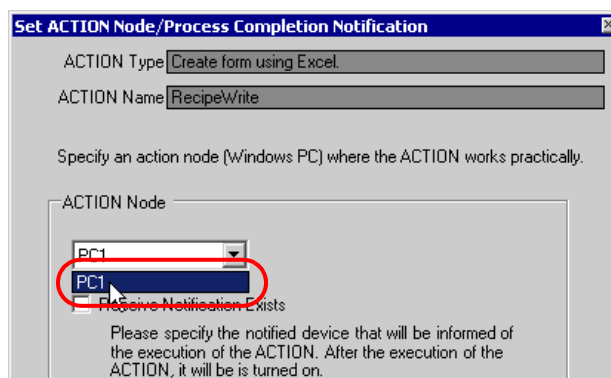 Set ACTION Node/Process Completion Notification
ACTION Type Create form using Excel.
ACTION Name RecipeWrite
Specify an action node (Windows PC) where the ACTION works practically.
ACTION Node
PC1
PC1
Receive Notification Exists
Please specify the notified device that will be informed of
the execution of the ACTION. After the execution of the
ACTION, it will be is turned on.